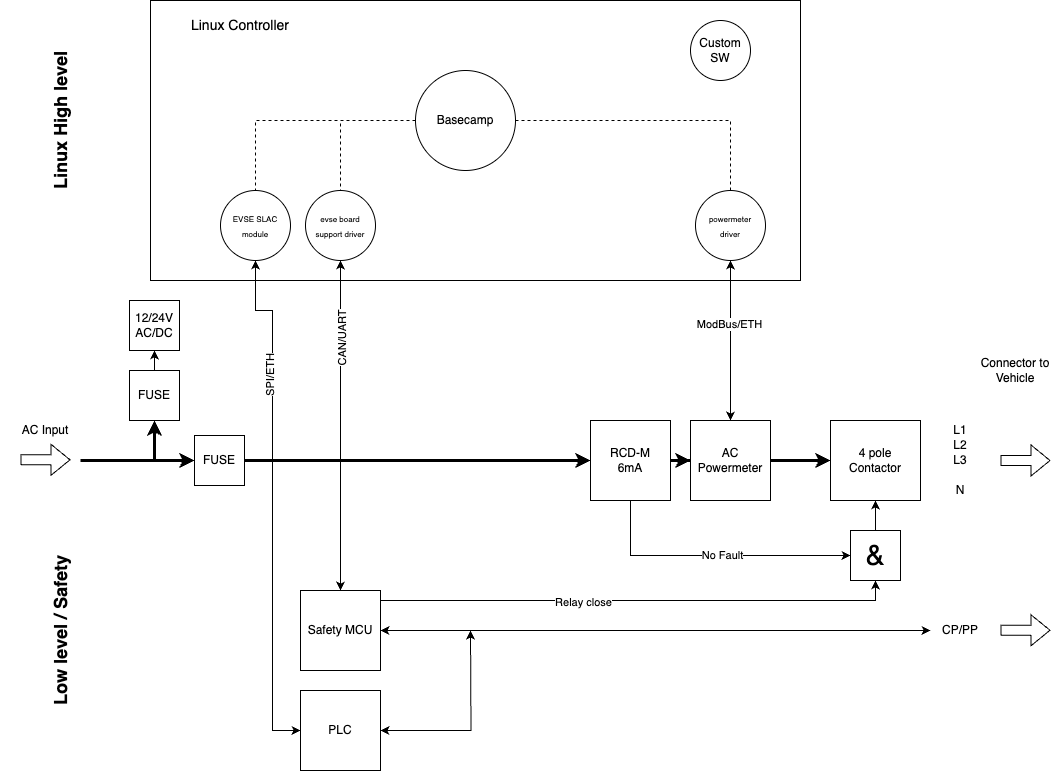 Linux Controller
Custom
SW
Linux High level
Basecamp
EVSE SLAC
module
evse board
support driver
powermeter
driver
12/24V
AC/DC
CAN/UART
ModBus/ETH
SPI/ETH
Connector to
Vehicle
FUSE
AC Input
FUSE
RCD-M
6mA
AC
Powermeter
4 pole
Contactor
L1
L2
L3
N
No Fault
&
Low level / Safety
Relay close
Safety MCU
CP/PP
PLC